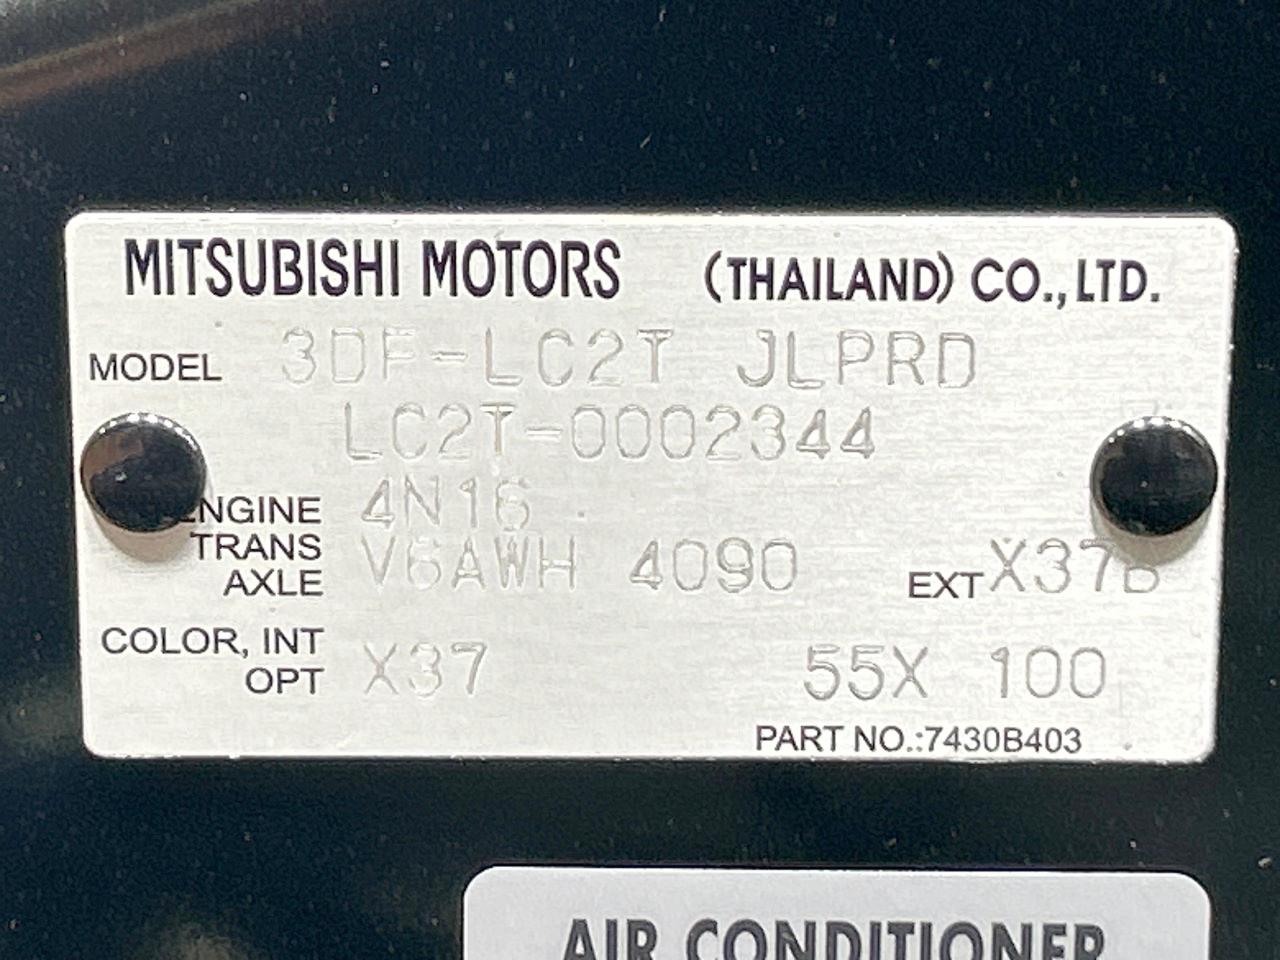 MITSUBISHI MOTORS (THAILAND) CO., LTD.
MODEL 3DF-LC2T JLPRD
LC2T-0002344
ENGINE 4N16
TRANS
AXLE V6AWH 4090 EXT X37B
COLOR, INT
OPT X37 55X 100
PART NO.:7430B403
AIR CONDITIONER